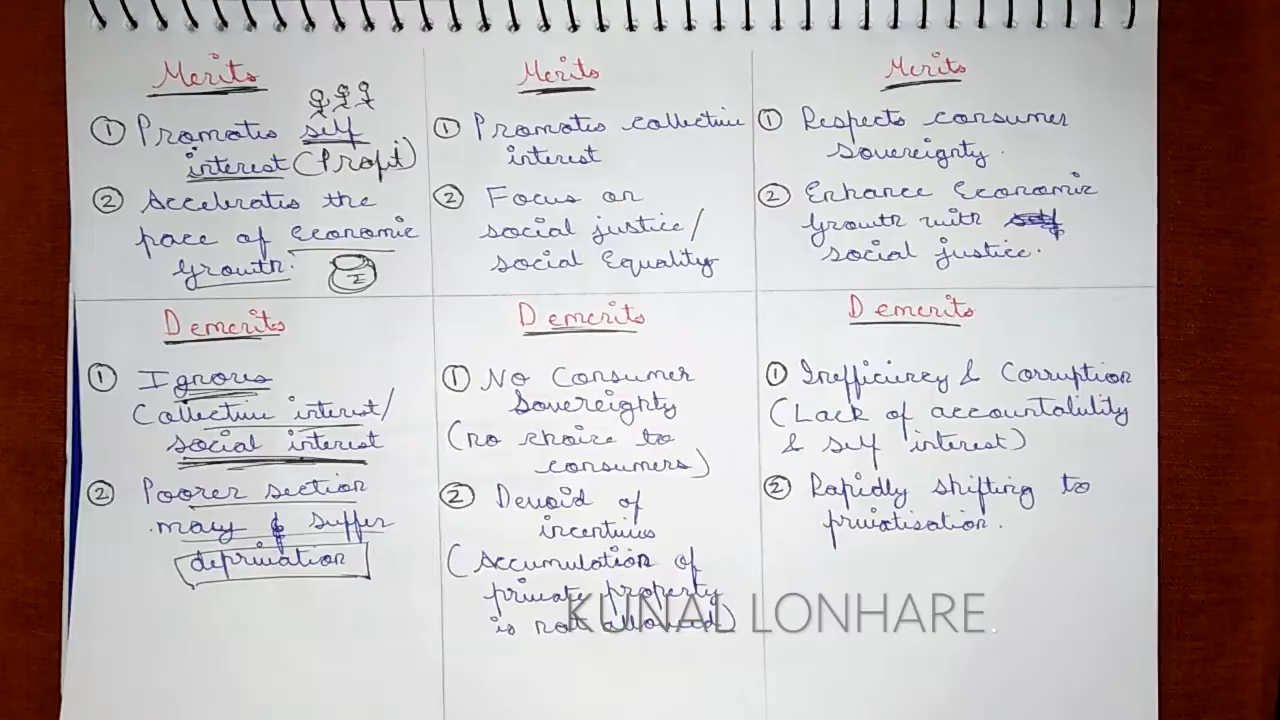 Merits
① Promotes self
interest (Profit)
② Accelerates the
pace of Economic
Growth.
Merits
① Promotes collective
interest
② Focus on
social justice/
social Equality
Merits
① Respects consumer
sovereignty.
② Enhance Economic
Growth with
social justice.
Demerits
① Ignores
Collective interest/
social interest
② Poorer section
may suffer
deprivation
Demerits
① No Consumer
Sovereignty
(no choice to
consumers)
② Devoid of
incentives
(Accumulation of
private property
is not allowed)
Demerits
① Inefficiency & Corruption
(Lack of accountability
& self interest)
② Rapidly shifting to
privatisation.
KUNAL LONHARE.